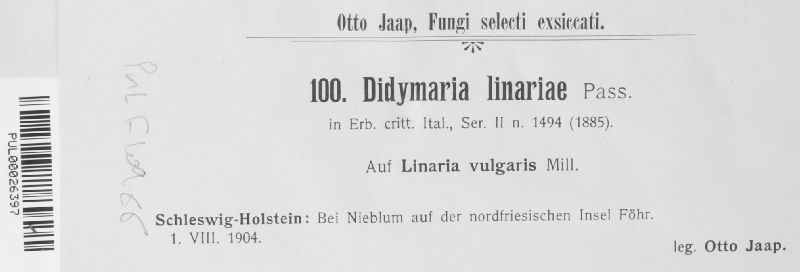 Otto Jaap, Fungi selecti exsiccati.
100. Didymaria linariae Pass.
in Erb. critt. Ital., Ser. II n. 1494 (1885).
Auf Linaria vulgaris Mill.
Schleswig-Holstein: Bei Nieblum auf der nordfriesischen Insel Föhr.
1. VIII. 1904.
leg. Otto Jaap.
PUL00026397
PUL